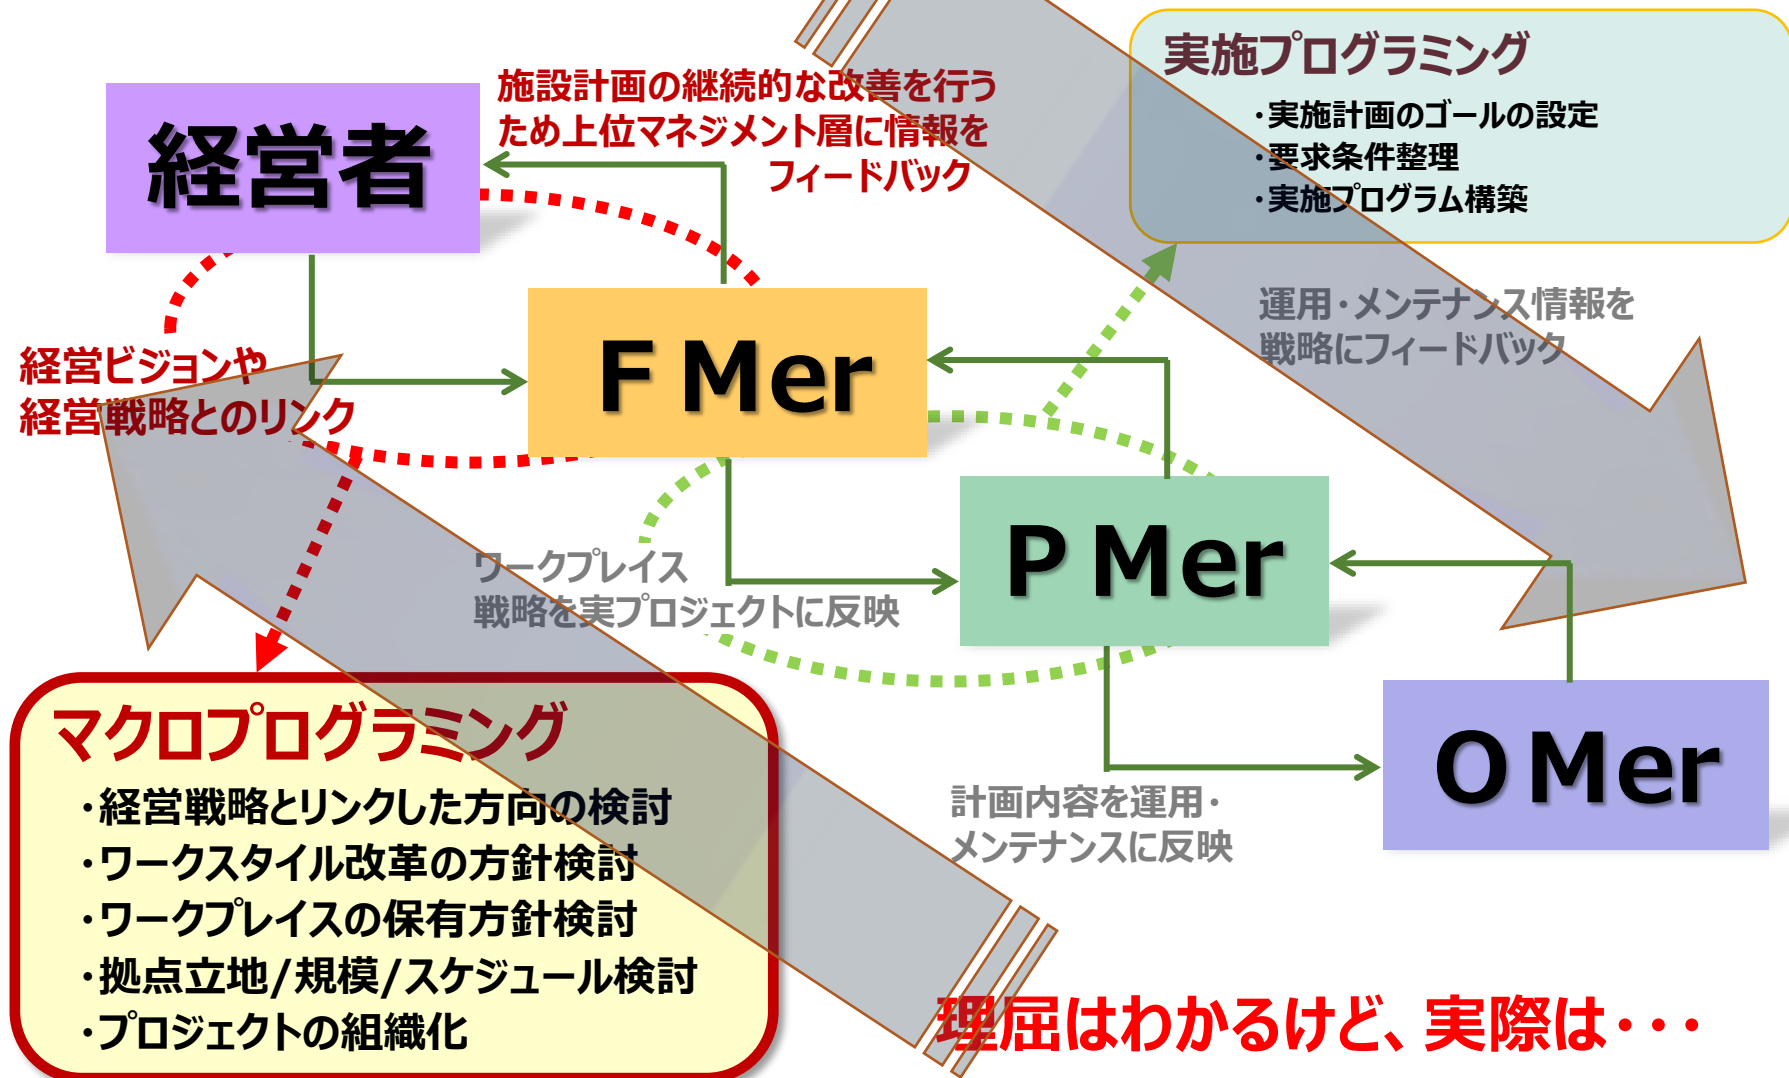 実施プログラミング
・実施計画のゴールの設定
・要求条件整理
・実施プログラム構築
施設計画の継続的な改善を行う
ため上位マネジメント層に情報を
フィードバック
経営者
運用・メンテナンス情報を
戦略にフィードバック
経営ビジョンや
経営戦略とのリンク
FMer
ワークプレイス
戦略を実プロジェクトに反映
PMer
マクロプログラミング
・経営戦略とリンクした方向の検討
・ワークスタイル改革の方針検討
・ワークプレイスの保有方針検討
・拠点立地/規模/スケジュール検討
・プロジェクトの組織化
計画内容を運用・
メンテナンスに反映
OMer
理屈はわかるけど、実際は・・・